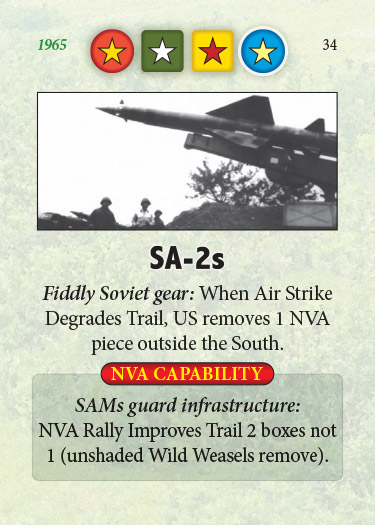 1965 34
SA-2s
Fiddly Soviet gear: When Air Strike
Degrades Trail, US removes 1 NVA
piece outside the South.
NVA CAPABILITY
SAMs guard infrastructure:
NVA Rally Improves Trail 2 boxes not
1 (unshaded Wild Weasels remove).